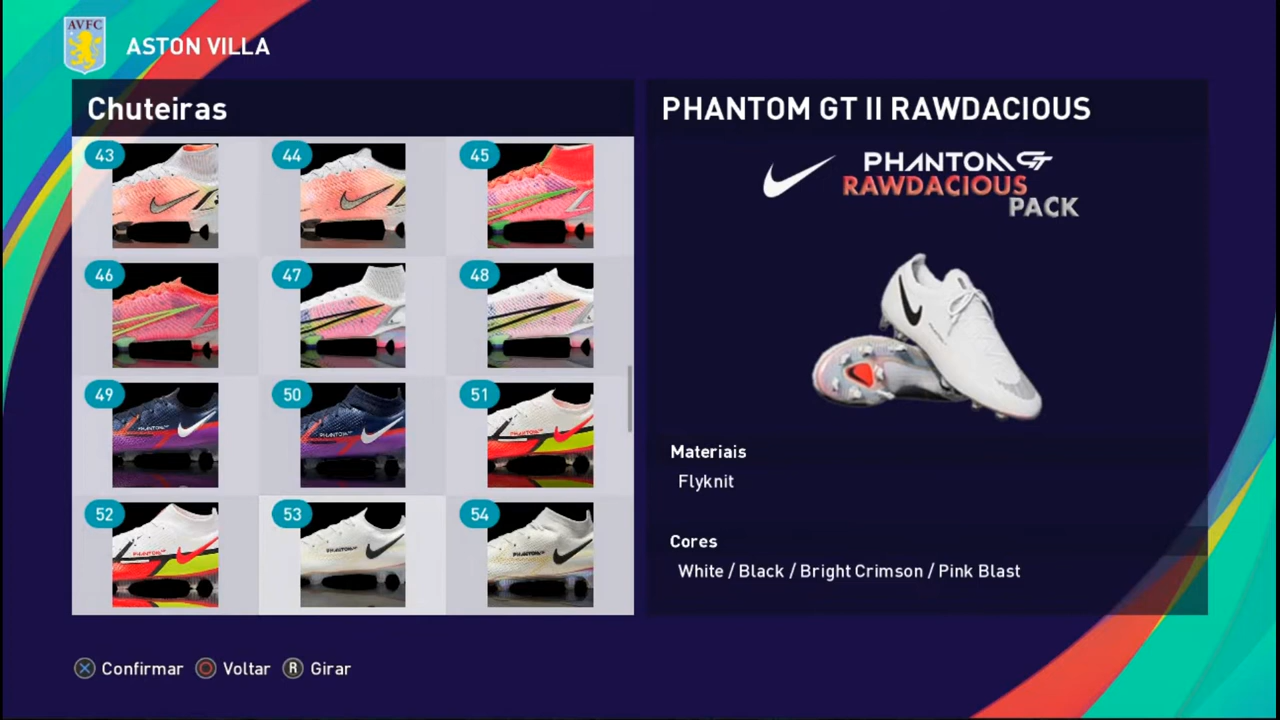 AVFC
ASTON VILLA
Chuteiras
43
44
45
46
47
48
49
50
51
52
53
54
PHANTOM GT II RAWDACIOUS
PHANTOM GT
RAWDACIOUS
PACK
Materiais
Flyknit
Cores
White / Black / Bright Crimson / Pink Blast
Confirmar
Voltar
R Girar